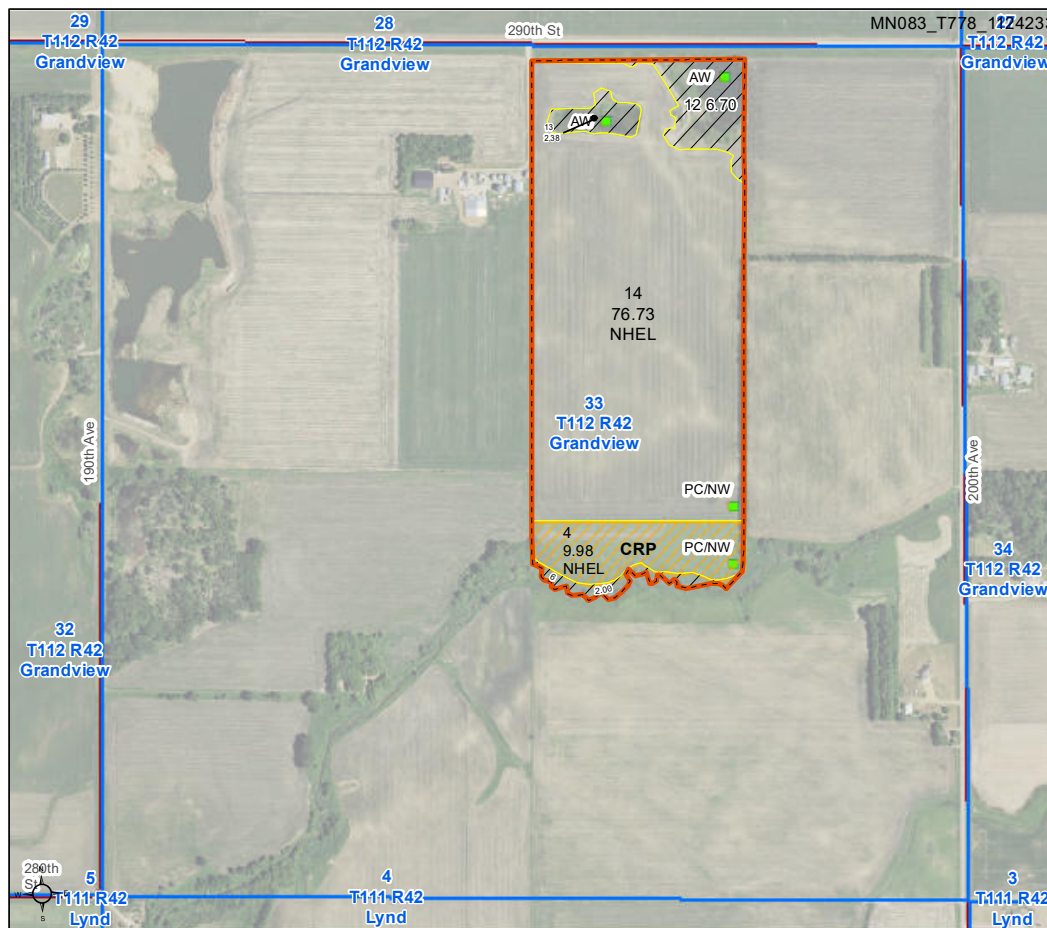 29
T112 R42
Grandview
28
T112 R42
Grandview
290th St
MN083_T778_
27
T112 R42
Grandview
AW
12 6.70
AW
13
2.38
14
76.73
NHEL
33
T112 R42
Grandview
190th Ave
200th Ave
PC/NW
4
9.98
NHEL
CRP
PC/NW
6
2.00
34
T112 R42
Grandview
32
T112 R42
Grandview
280th
St
5
T111 R42
Lynd
4
T111 R42
Lynd
3
T111 R42
Lynd
W
S